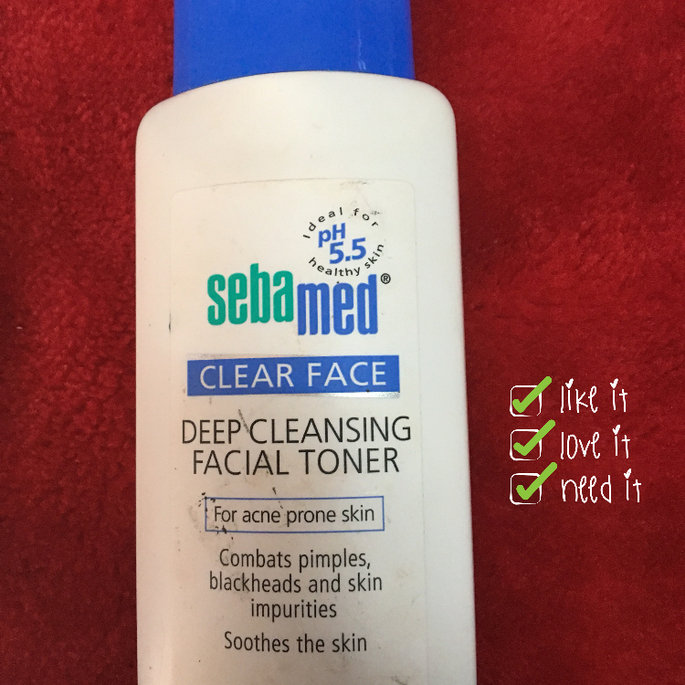 Ideal for
pH
5.5
healthy skin
sebamed®
CLEAR FACE
DEEP CLEANSING
FACIAL TONER
For acne prone skin
Combats pimples,
blackheads and skin
impurities
Soothes the skin
like it
love it
need it